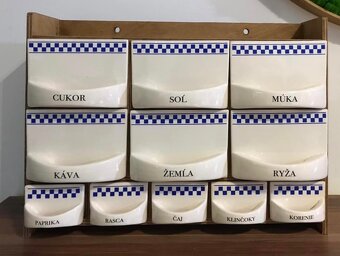 CUKOR
SOĽ
MÚKA
KÁVA
ŽEMĽA
RYŽA
PAPRIKA
RASCA
ČAJ
KLINČOKY
KORENIE